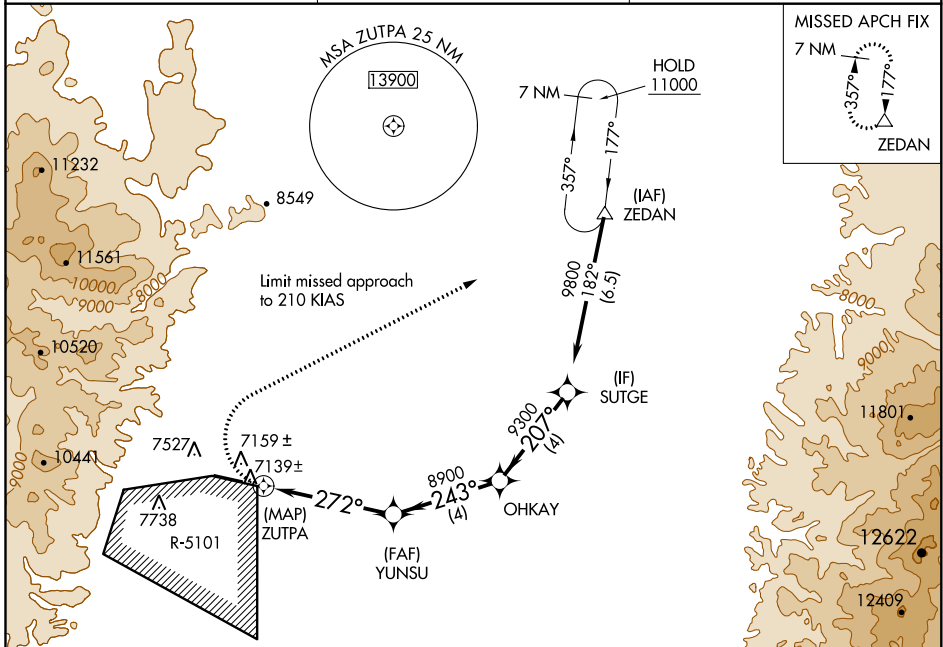 MSA ZUTPA 25 NM
13900
MISSED APCH FIX
7 NM
357°
177°
ZEDAN
HOLD
11000
7 NM
357°
177°
(IAF)
ZEDAN
11232
8549
11561
10000
9000
8000
Limit missed approach
to 210 KIAS
9800
182°
(6.5)
8000
9000
10520
(IF)
SUTGE
9300
207°
(4)
11801
7527
7159 ±
7139 ±
10441
9000
8900
243°
(4)
OHKAY
272°
(MAP)
ZUTPA
7738
R-5101
(FAF)
YUNSU
12622
12409